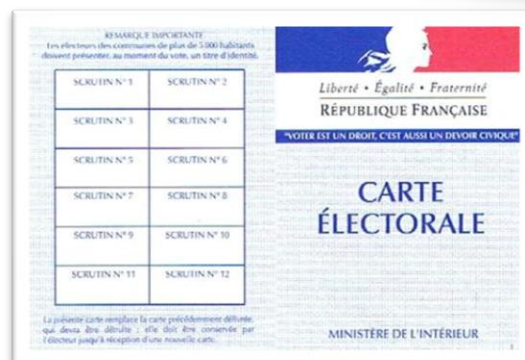 REMARQUE IMPORTANTE
Les électeurs des communes de plus de 5 000 habitants
doivent présenter, au moment du vote, un titre d'identité.
SCRUTIN N° 1 SCRUTIN N° 2
SCRUTIN N° 3 SCRUTIN N° 4
SCRUTIN N° 5 SCRUTIN N° 6
SCRUTIN N° 7 SCRUTIN N° 8
SCRUTIN N° 9 SCRUTIN N° 10
SCRUTIN N° 11 SCRUTIN N° 12
La présente carte remplace la carte précédemment délivrée,
qui devra être détruite ; elle doit être conservée par
l'électeur jusqu'à réception d'une nouvelle carte.
Liberté • Égalité • Fraternité
RÉPUBLIQUE FRANÇAISE
"VOTER EST UN DROIT, C'EST AUSSI UN DEVOIR CIVIQUE"
CARTE
ÉLECTORALE
MINISTÈRE DE L'INTÉRIEUR